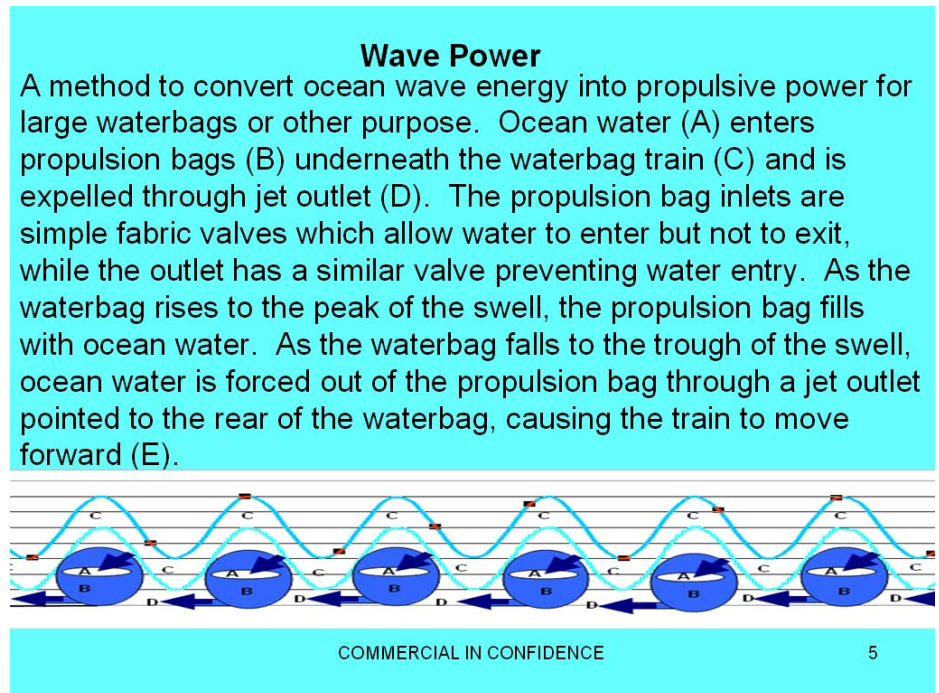 Wave Power
A method to convert ocean wave energy into propulsive power for
large waterbags or other purpose.  Ocean water (A) enters
propulsion bags (B) underneath the waterbag train (C) and is
expelled through jet outlet (D).  The propulsion bag inlets are
simple fabric valves which allow water to enter but not to exit,
while the outlet has a similar valve preventing water entry.  As the
waterbag rises to the peak of the swell, the propulsion bag fills
with ocean water.  As the waterbag falls to the trough of the swell,
ocean water is forced out of the propulsion bag through a jet outlet
pointed to the rear of the waterbag, causing the train to move
forward (E).
C C C C C C
C C C C C C
A A A A A A
B B B B B B
D D D D D D
COMMERCIAL IN CONFIDENCE 5